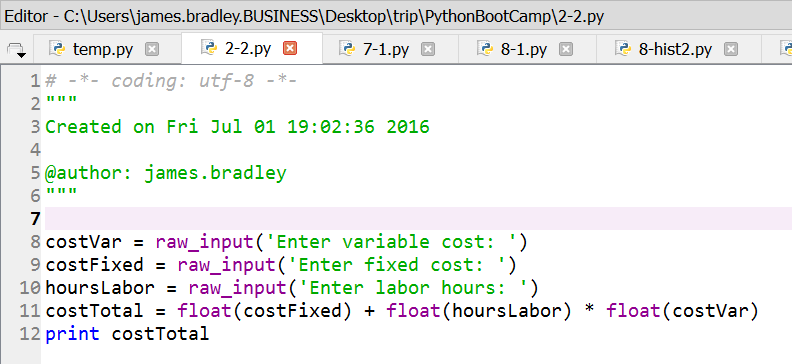 Editor - C:\Users\james.bradley.BUSINESS\Desktop\trip\PythonBootCamp\2-2.py
temp.py 2-2.py 7-1.py 8-1.py 8-hist2.py
1 # -*- coding: utf-8 -*-
2 """
3 Created on Fri Jul 01 19:02:36 2016
4
5 @author: james.bradley
6 """
7
8 costVar = raw_input('Enter variable cost: ')
9 costFixed = raw_input('Enter fixed cost: ')
10 hoursLabor = raw_input('Enter labor hours: ')
11 costTotal = float(costFixed) + float(hoursLabor) * float(costVar)
12 print costTotal